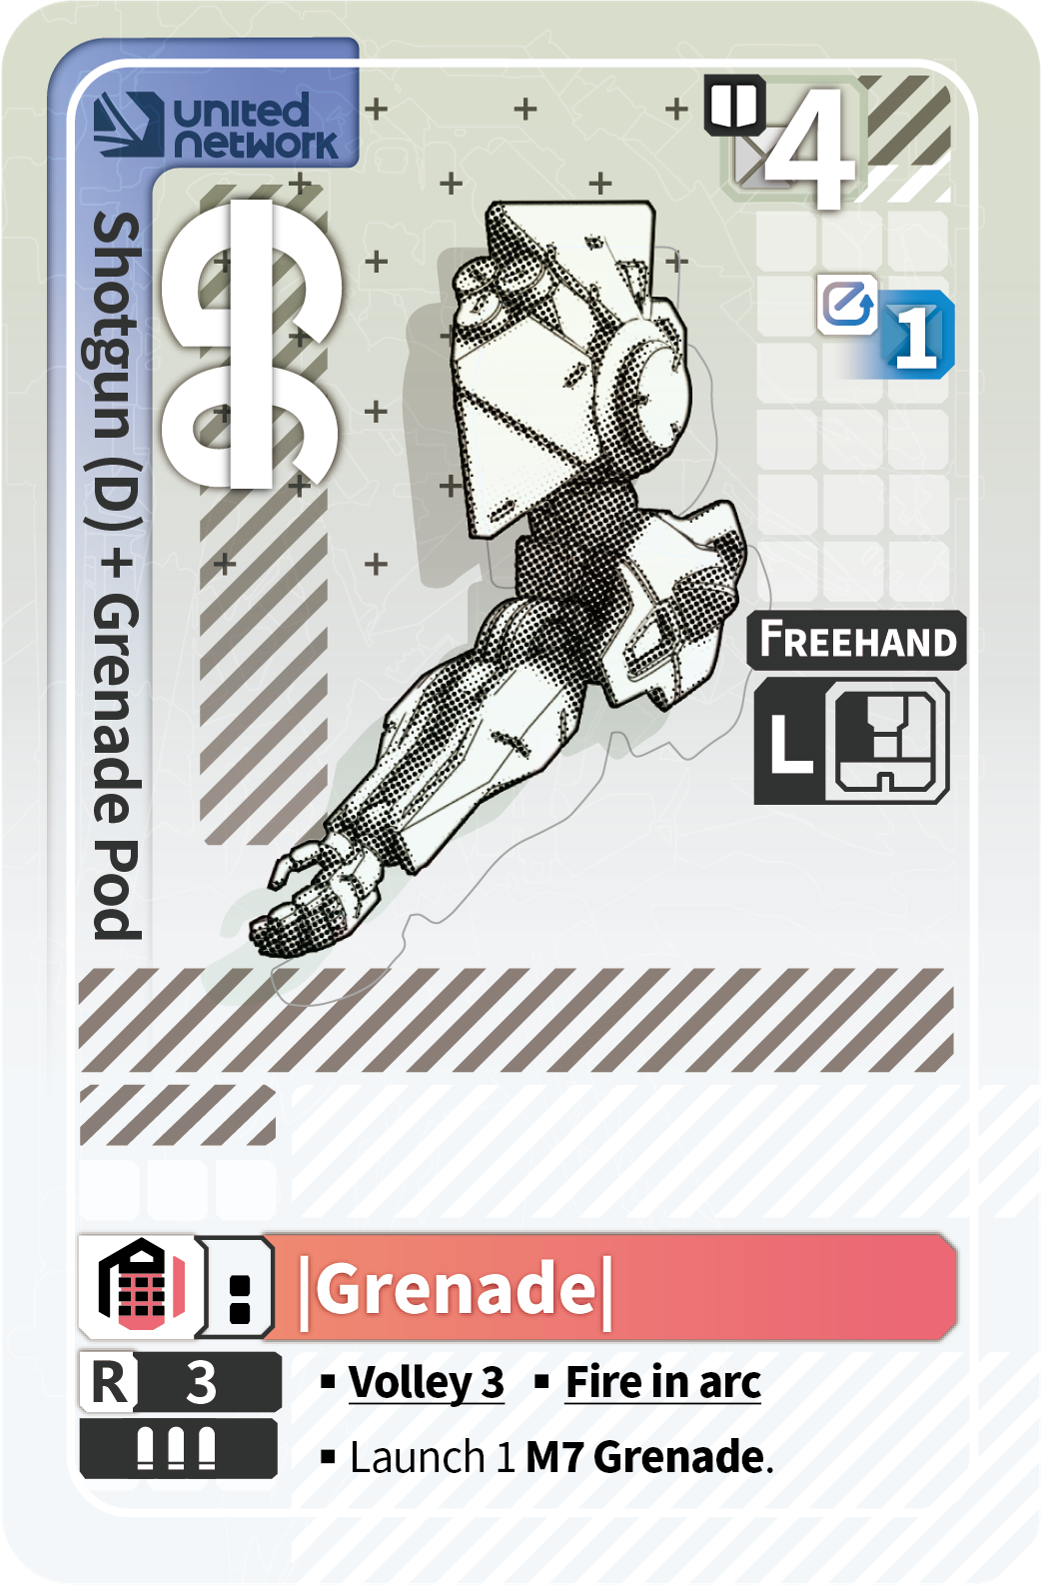 United
Network
4
Shotgun (D) + Grenade Pod
1
FREEHAND
L
|Grenade|
R 3
▪ Volley 3 ▪ Fire in arc
▪ Launch 1 M7 Grenade.